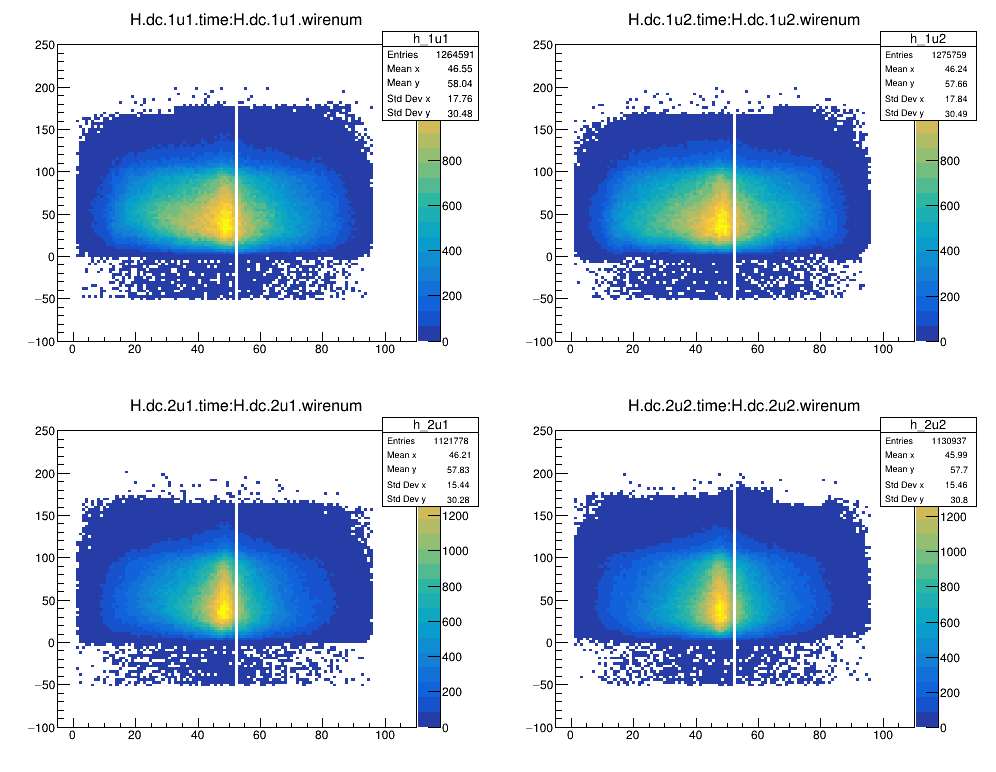 H.dc.1u1.time:H.dc.1u1.wirenum
h_1u1
Entries 1264591
Mean x 46.55
Mean y 58.04
Std Dev x 17.76
Std Dev y 30.48
250
200
150
100
50
0
−50
−100
0 20 40 60 80 100
800
600
400
200
0
H.dc.1u2.time:H.dc.1u2.wirenum
h_1u2
Entries 1275759
Mean x 46.24
Mean y 57.66
Std Dev x 17.84
Std Dev y 30.49
250
200
150
100
50
0
−50
−100
0 20 40 60 80 100
800
600
400
200
0
H.dc.2u1.time:H.dc.2u1.wirenum
h_2u1
Entries 1121778
Mean x 46.21
Mean y 57.83
Std Dev x 15.44
Std Dev y 30.28
250
200
150
100
50
0
−50
−100
0 20 40 60 80 100
1200
1000
800
600
400
200
0
H.dc.2u2.time:H.dc.2u2.wirenum
h_2u2
Entries 1130937
Mean x 45.99
Mean y 57.7
Std Dev x 15.46
Std Dev y 30.8
250
200
150
100
50
0
−50
−100
0 20 40 60 80 100
1200
1000
800
600
400
200
0